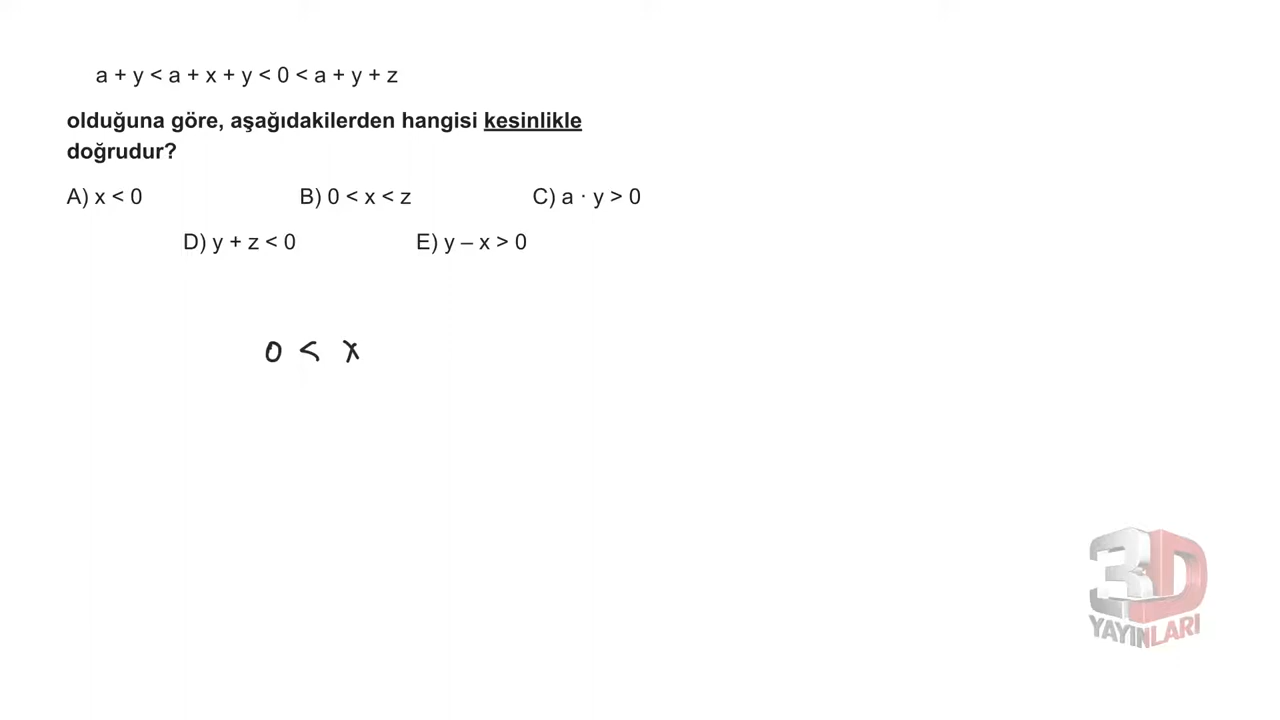 a + y < a + x + y < 0 < a + y + z
olduğuna göre, aşağıdakilerden hangisi kesinlikle
doğrudur?
A) x < 0 B) 0 < x < z C) a · y > 0
D) y + z < 0 E) y – x > 0
0 < x
3D
YAYINLARI